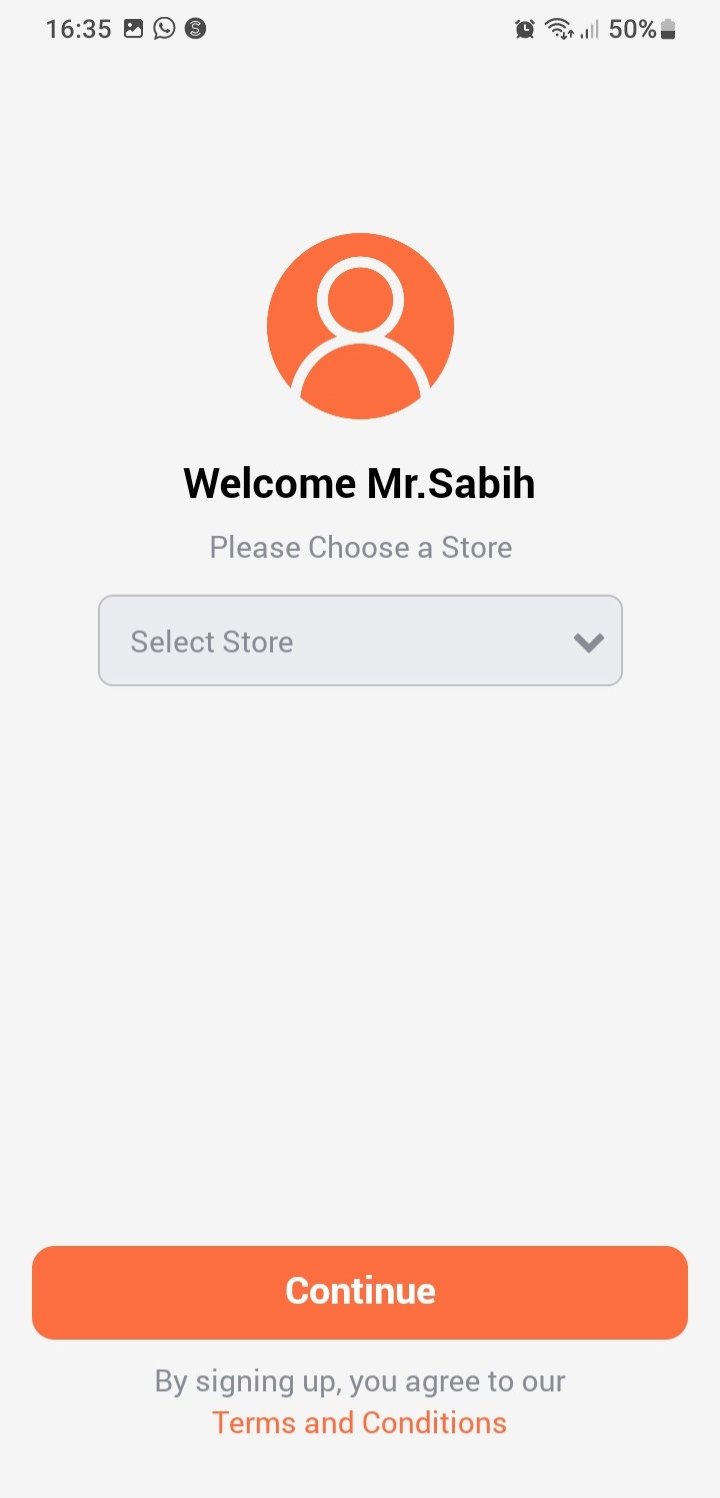 16:35 50%
Welcome Mr.Sabih
Please Choose a Store
Select Store
Continue
By signing up, you agree to our
Terms and Conditions